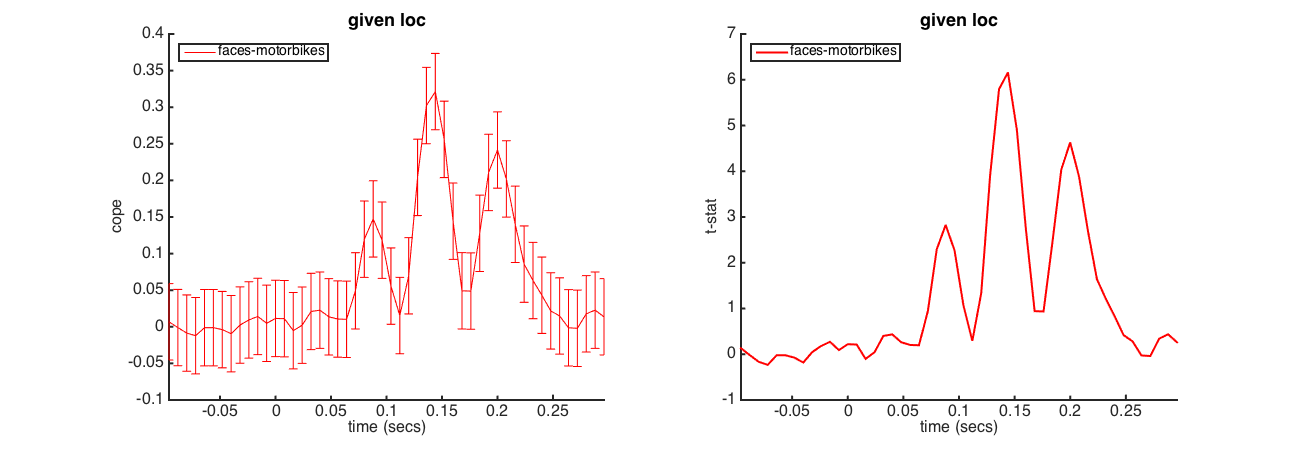 given loc
faces-motorbikes
0.4
0.35
0.3
0.25
0.2
0.15
0.1
0.05
0
-0.05
-0.1
cope
-0.05 0 0.05 0.1 0.15 0.2 0.25
time (secs)
given loc
faces-motorbikes
7
6
5
4
3
2
1
0
-1
t-stat
-0.05 0 0.05 0.1 0.15 0.2 0.25
time (secs)